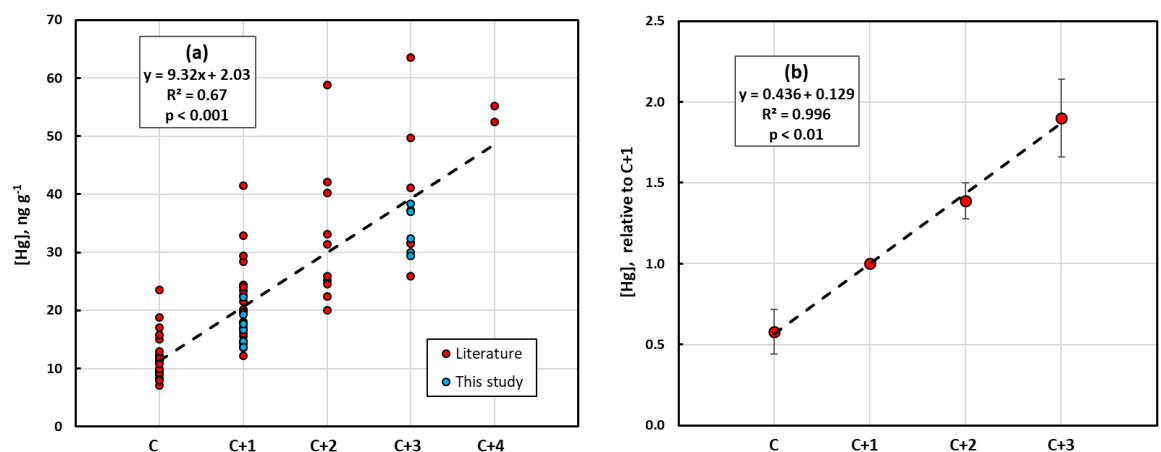 (a)
y = 9.32x + 2.03
R² = 0.67
p < 0.001
[Hg], ng g⁻¹
70
60
50
40
30
20
10
0
Literature
This study
C
C+1
C+2
C+3
C+4
(b)
y = 0.436 + 0.129
R² = 0.996
p < 0.01
[Hg], relative to C+1
2.5
2.0
1.5
1.0
0.5
0.0
C
C+1
C+2
C+3